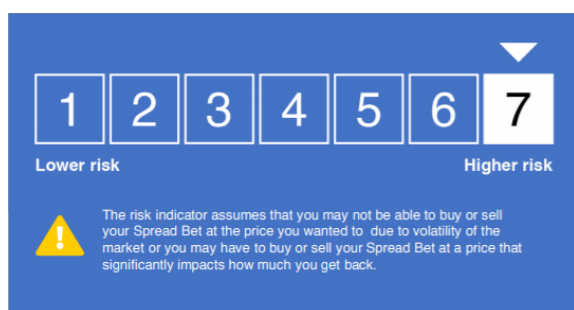 1 2 3 4 5 6 7
Lower risk Higher risk
The risk indicator assumes that you may not be able to buy or sell
your Spread Bet at the price you wanted to due to volatility of the
market or you may have to buy or sell your Spread Bet at a price that
significantly impacts how much you get back.